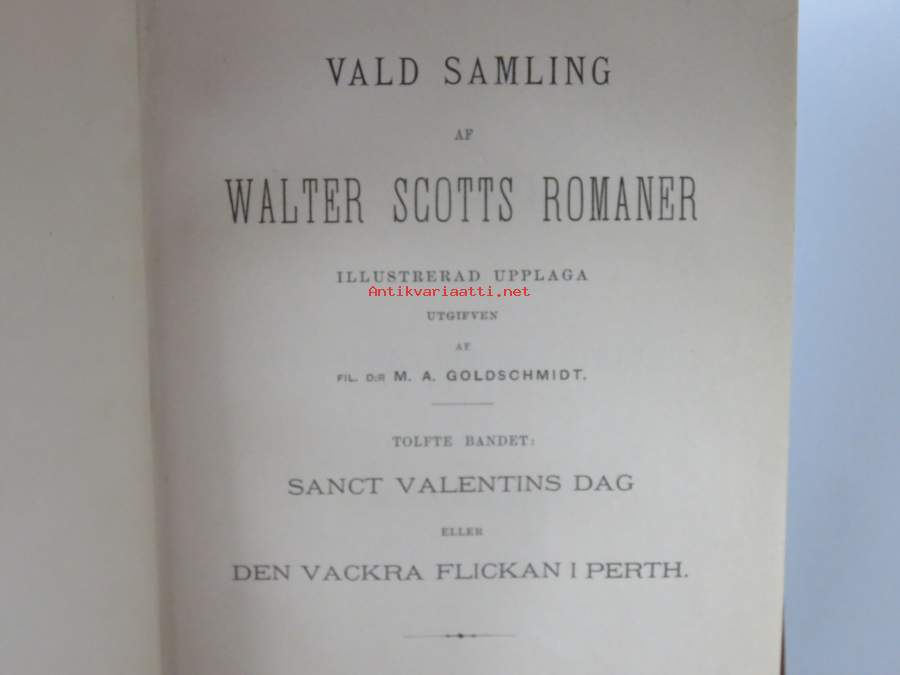 VALD SAMLING
AF
WALTER SCOTTS ROMANER
ILLUSTRERAD UPPLAGA
Antikvariaatti.net
UTGIFVEN
AF
FIL. D:R M. A. GOLDSCHMIDT.
TOLFTE BANDET:
SANCT VALENTINS DAG
ELLER
DEN VACKRA FLICKAN I PERTH.